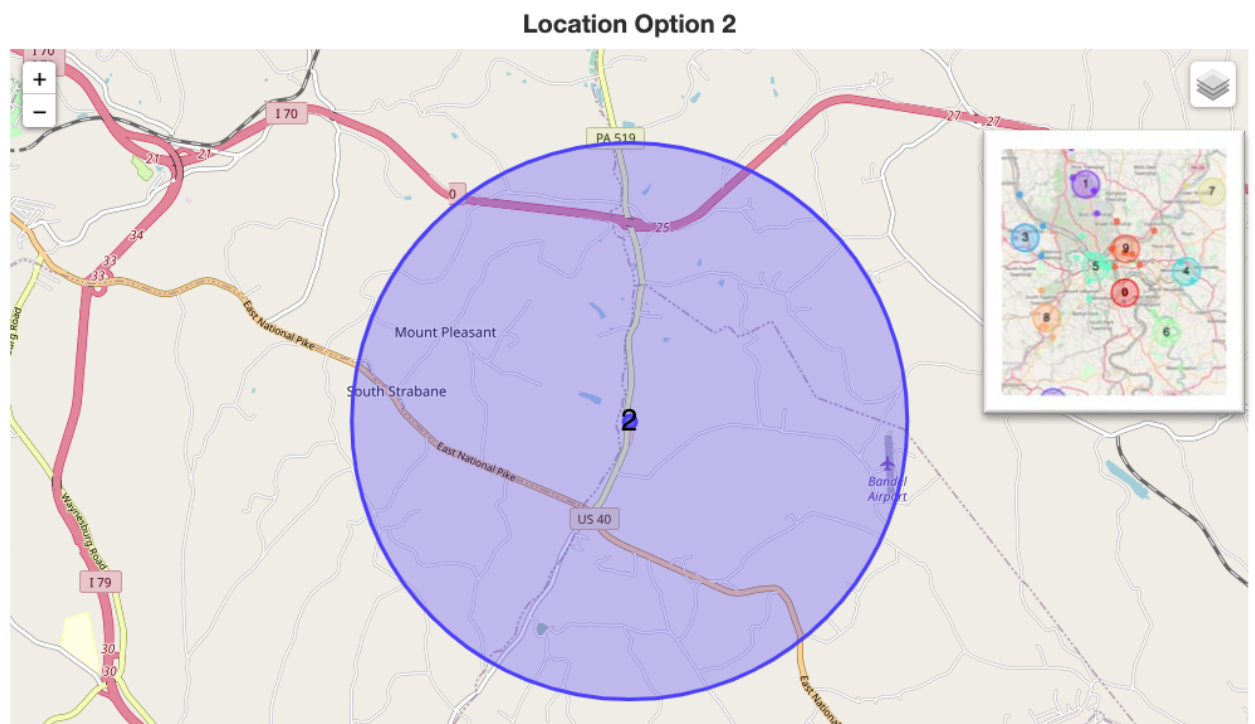 Location Option 2
I 70
+
−
I 70
PA 519
27
27
21
21
0
25
34
33
33
East National Pike
Mount Pleasant
South Strabane
2
East National Pike
Bandel
Airport
US 40
Waynesburg Road
I 79
30
30
East National
1
7
3
9
5
4
0
8
6